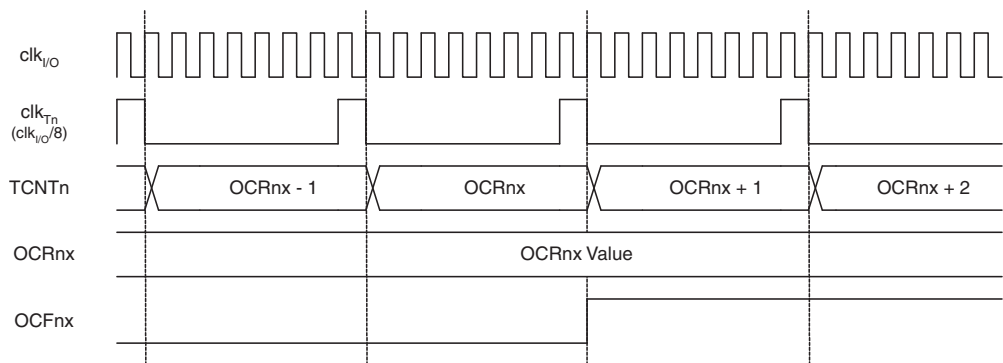 clkI/O
clkTn
(clkI/O/8)
TCNTn
OCRnx - 1
OCRnx
OCRnx + 1
OCRnx + 2
OCRnx
OCRnx Value
OCFnx